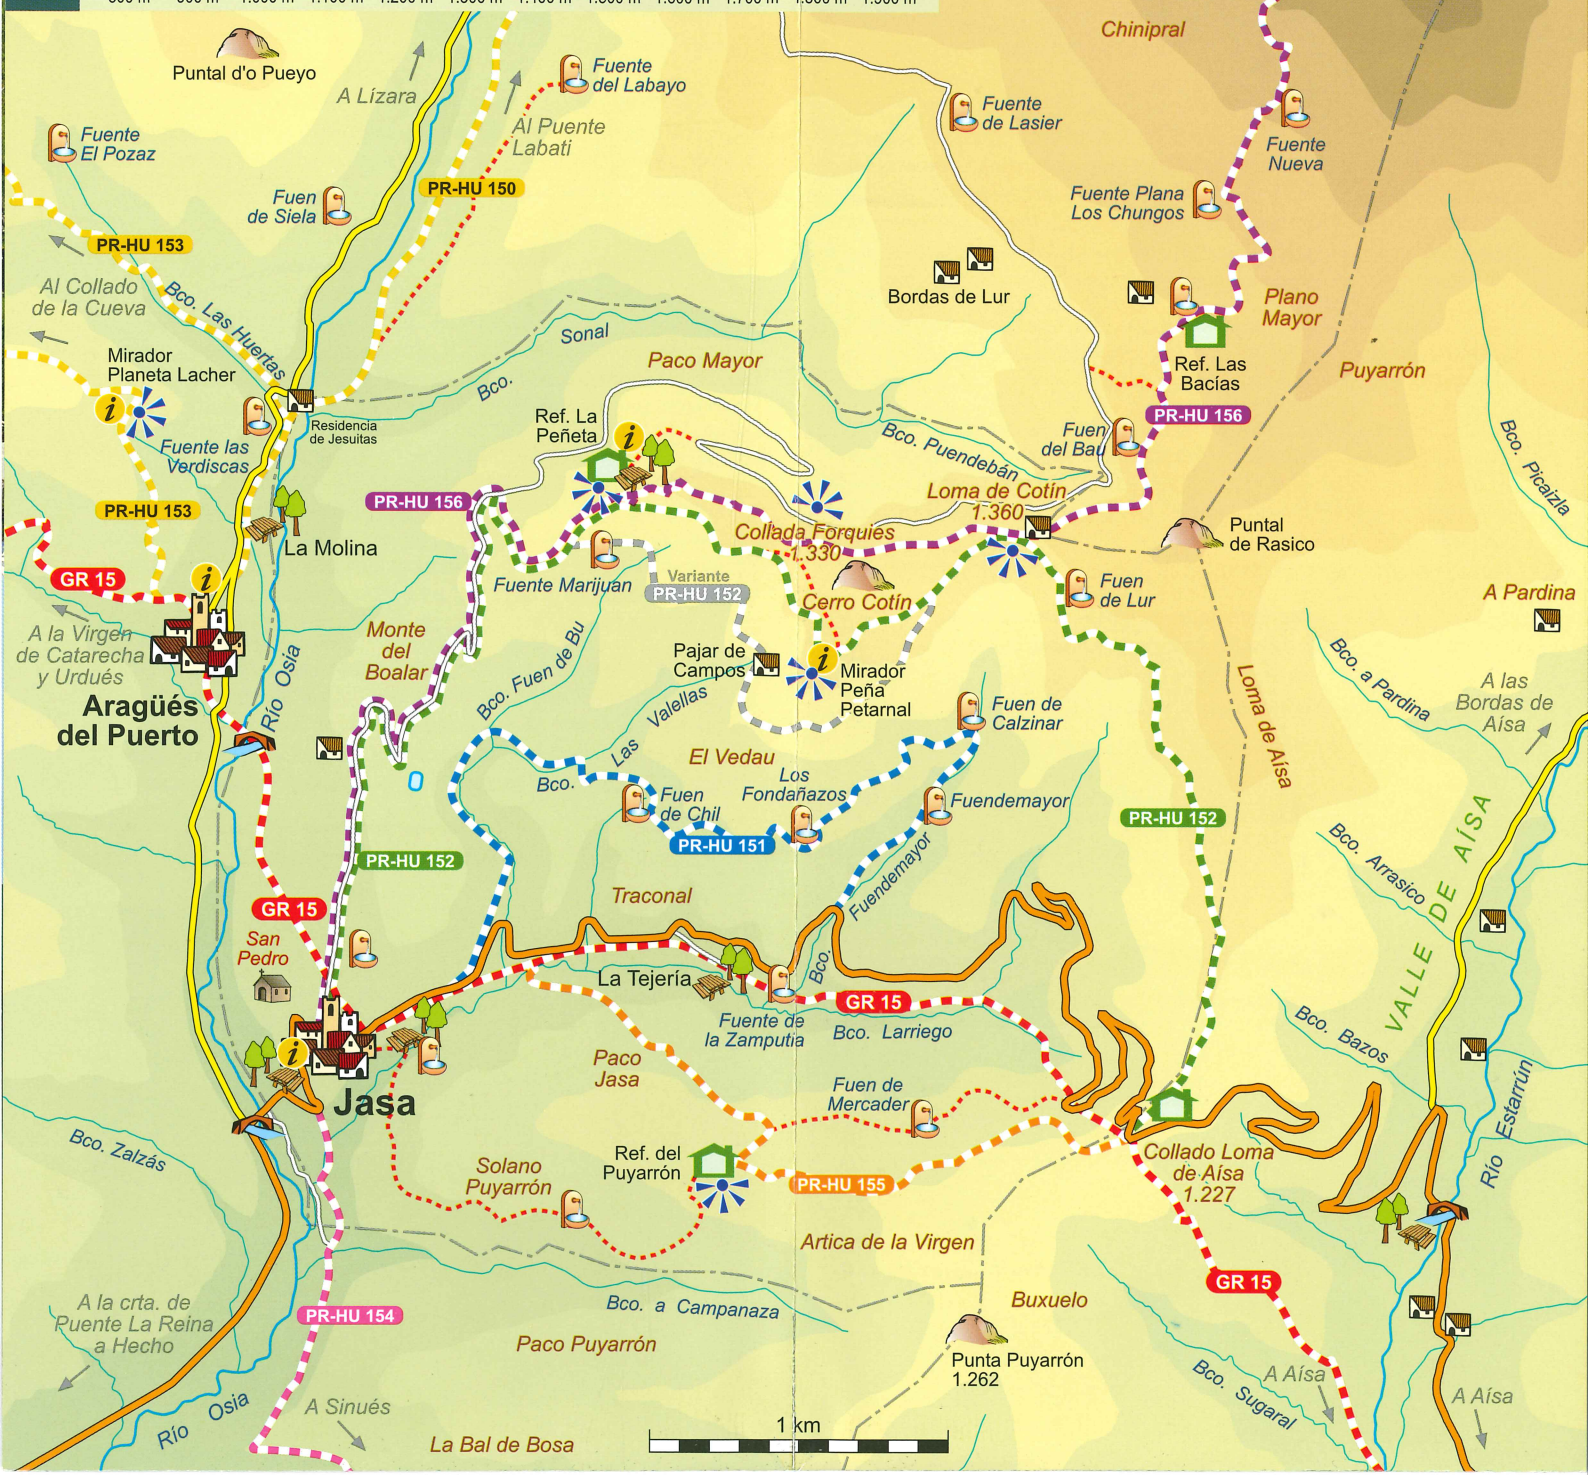 Chinipral
Puntal d'o Pueyo
A Lízara
Fuente
del Labayo
Al Puente
Labati
Fuente
de Lasier
Fuente
Nueva
Fuente
El Pozaz
Fuen
de Siela
PR-HU 150
Fuente Plana
Los Chungos
PR-HU 153
Al Collado
de la Cueva
Bco. Las Huertas
Bordas de Lur
Plano
Mayor
Sonal
Bco.
Paco Mayor
Mirador
Planeta Lacher
Ref. Las
Bacías
Puyarrón
PR-HU 156
Residencia
de Jesuitas
Fuente las
Verdiscas
Ref. La
Peñeta
Bco. Puendebán
Fuen
del Bau
Bco. Picaizla
PR-HU 153
PR-HU 156
Loma de Cotín
1.360
La Molina
Collada Forquies
1.330
Puntal
de Rasico
GR 15
Fuente Marijuan
Variante
PR-HU 152
Cerro Cotín
Fuen
de Lur
A Pardina
A la Virgen
de Catarecha
y Urdués
Monte
del
Boalar
Bco. Fuen de Bu
Pajar de
Campos
Mirador
Peña
Petarnal
Bco. a Pardina
Aragüés
del Puerto
Río Osia
Bco. Las Valellas
Fuen de
Calzinar
Loma de Aísa
A las
Bordas de
Aísa
El Vedau
Los
Fondañazos
Fuen
de Chil
Fuendemayor
PR-HU 151
PR-HU 152
PR-HU 152
Bco. Arrasico
VALLE DE AÍSA
Traconal
Bco. Fuendemayor
GR 15
San
Pedro
La Tejería
GR 15
Fuente de
la Zamputia
Bco. Larriego
Bco. Bazos
Paco
Jasa
Fuen de
Mercader
Jasa
Río Estarrún
Bco. Zalzás
Solano
Puyarrón
Ref. del
Puyarrón
PR-HU 155
Collado Loma
de Aísa
1.227
Artica de la Virgen
GR 15
A la crta. de
Puente La Reina
a Hecho
PR-HU 154
Bco. a Campanaza
Buxuelo
Paco Puyarrón
Punta Puyarrón
1.262
Bco. Sugaral
A Aísa
A Aísa
Río Osia
A Sinués
La Bal de Bosa
1 km